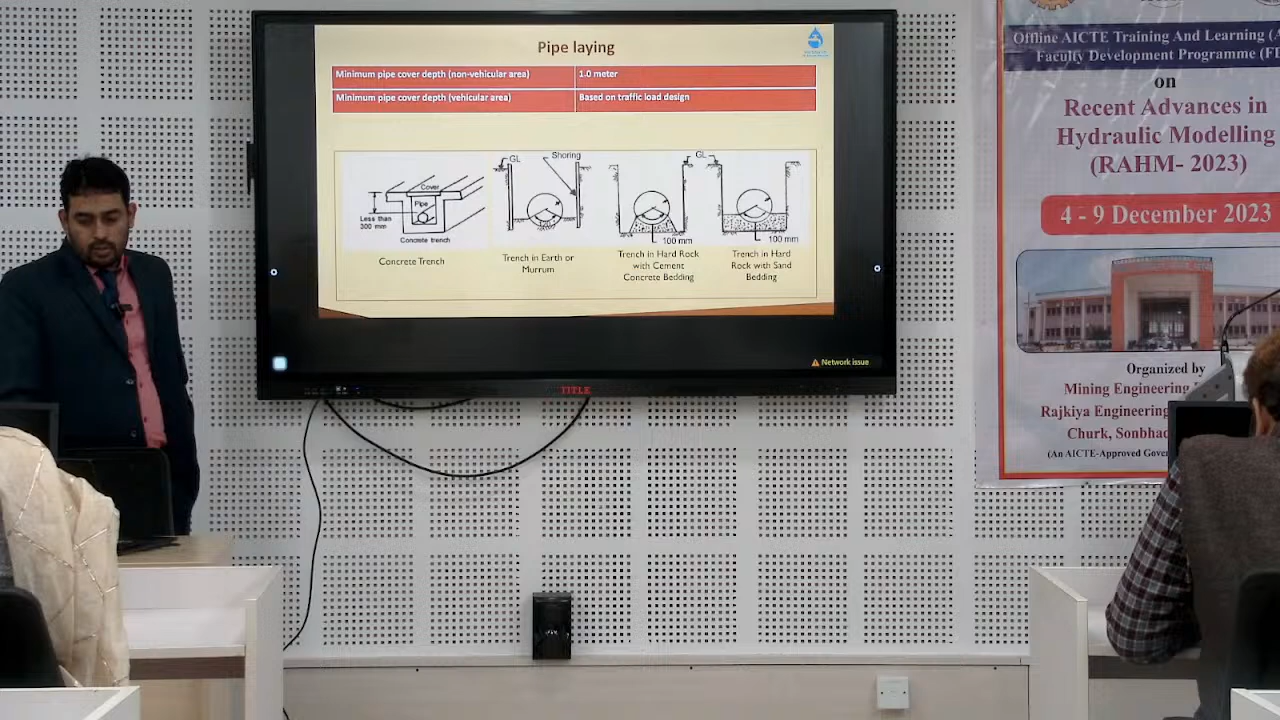 Pipe laying
Minimum pipe cover depth (non-vehicular area) 1.0 meter
Minimum pipe cover depth (vehicular area) Based on traffic load design
Cover
Pipe
Less than
300 mm
Concrete trench
GL
Shoring
GL
100 mm
100 mm
Concrete Trench
Trench in Earth or
Murrum
Trench in Hard Rock
with Cement
Concrete Bedding
Trench in Hard
Rock with Sand
Bedding
Network issue
TITLE
Offline AICTE Training And Learning
Faculty Development Programme
on
Recent Advances in
Hydraulic Modelling
(RAHM- 2023)
4 - 9 December 2023
Organized by
Mining Engineering
Rajkiya Engineering
Churk,
(An AICTE-Approved